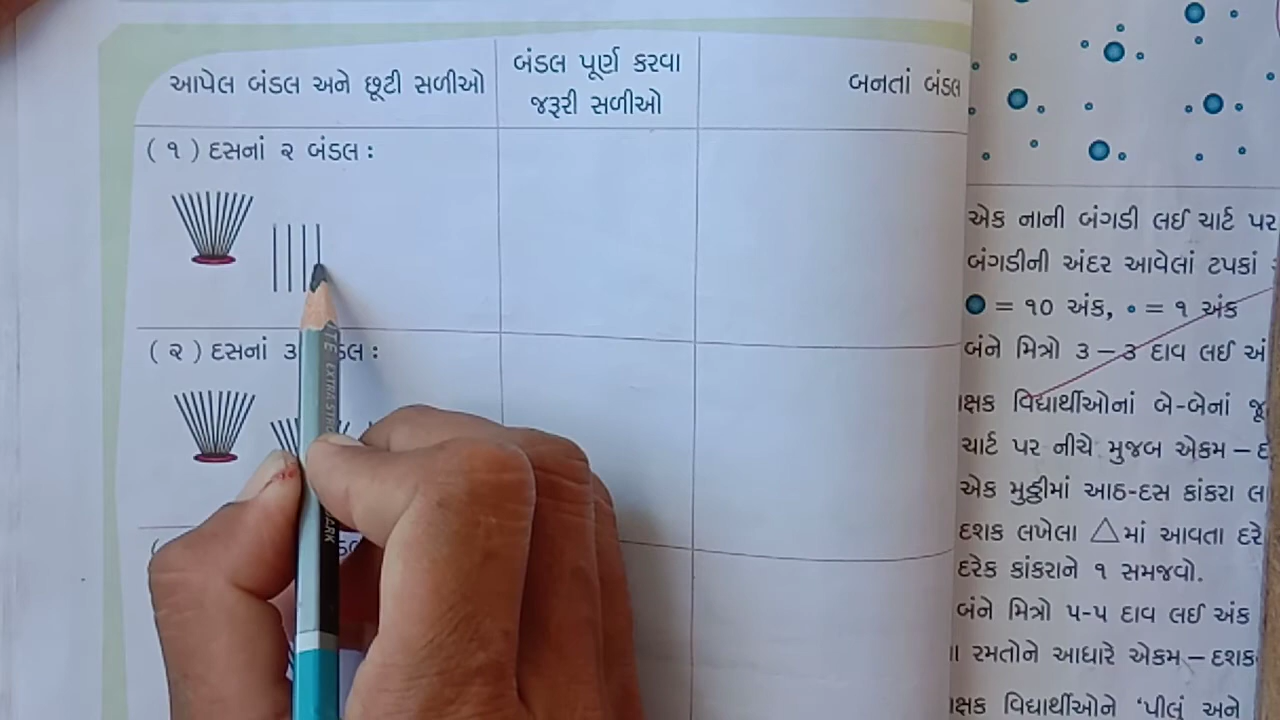 આપેલ બંડલ અને છૂટી સળીઓ
બંડલ પૂર્ણ કરવા
જરૂરી સળીઓ
બનતાં બંડલ
( ૧ ) દસનાં ૨ બંડલ :
( ૨ ) દસનાં ૩
એક નાની બંગડી લઈ ચાર્ટ પર
બંગડીની અંદર આવેલાં ટપકાં
= ૧૦ અંક, = ૧ અંક
બંને મિત્રો ૩ – ૩ દાવ લઈ અં
વિદ્યાર્થીઓનાં બે-બેનાં જૂ
ચાર્ટ પર નીચે મુજબ એકમ –
એક મુઠ્ઠીમાં આઠ-દસ કાંકરા લ
દશક લખેલા △માં આવતા દરે
દરેક કાંકરાને ૧ સમજવો.
બંને મિત્રો ૫-૫ દાવ લઈ અંક
રમતોને આધારે એકમ – દશક
વિદ્યાર્થીઓને ‘પીલું અને
EXTRA STRO